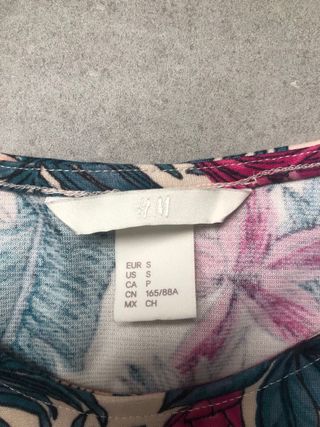 H&M
EUR S
US S
CA P
CN 165/88A
MX CH